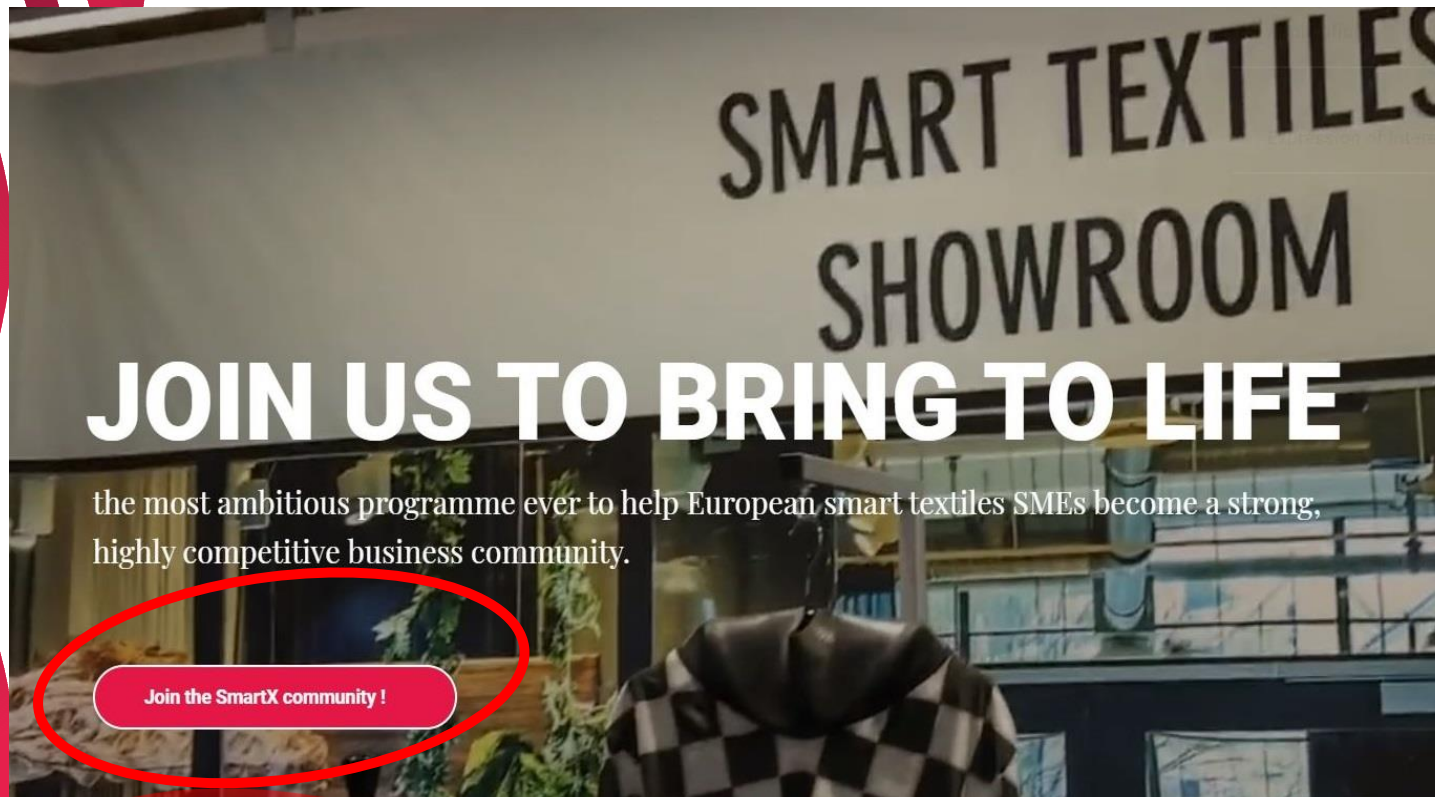 SMART TEXTILES
SHOWROOM
JOIN US TO BRING TO LIFE
the most ambitious programme ever to help European smart textiles SMEs become a strong,
highly competitive business community.
Join the SmartX community !